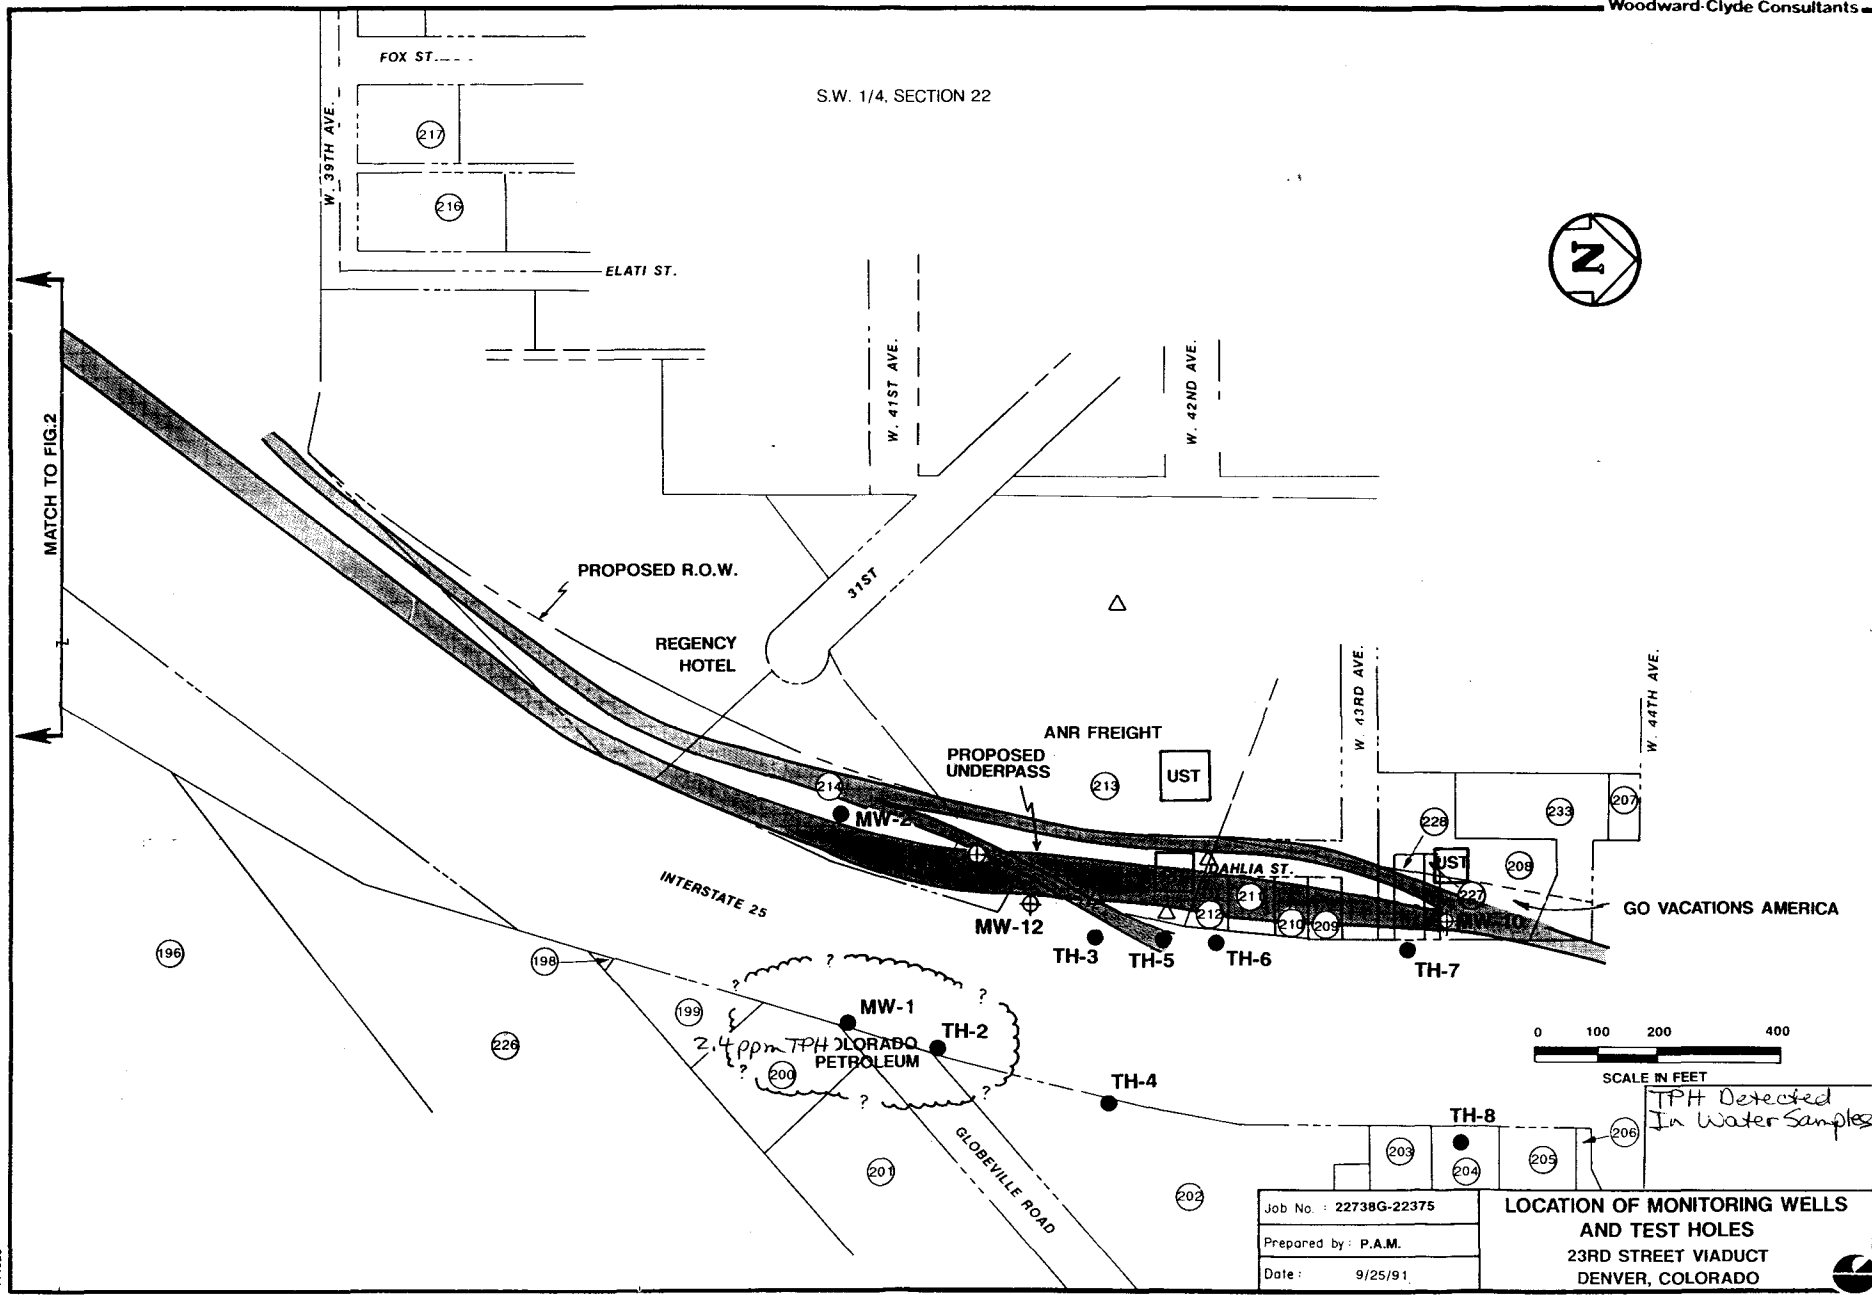 Woodward-Clyde Consultants
FOX ST.
S.W. 1/4, SECTION 22
W. 39TH AVE.
217
216
N
ELATI ST.
W. 41ST AVE.
W. 42ND AVE.
MATCH TO FIG.2
PROPOSED R.O.W.
31ST
REGENCY
HOTEL
W. 43RD AVE.
W. 44TH AVE.
ANR FREIGHT
PROPOSED
UNDERPASS
213
UST
214
MW-2
228
233
207
UST
208
DAHLIA ST.
227
211
212
210
209
MW-10
GO VACATIONS AMERICA
INTERSTATE 25
MW-12
TH-3
TH-5
TH-6
TH-7
196
198
?
?
?
199
MW-1
TH-2
2.4 ppm TPH
OLORADO
PETROLEUM
226
200
?
?
?
0 100 200 400
SCALE IN FEET
TH-4
TPH Detected
In Water Samples
TH-8
206
203
204
205
201
202
GLOBEVILLE ROAD
Job No. : 22738G-22375
Prepared by : P.A.M.
Date : 9/25/91
LOCATION OF MONITORING WELLS
AND TEST HOLES
23RD STREET VIADUCT
DENVER, COLORADO